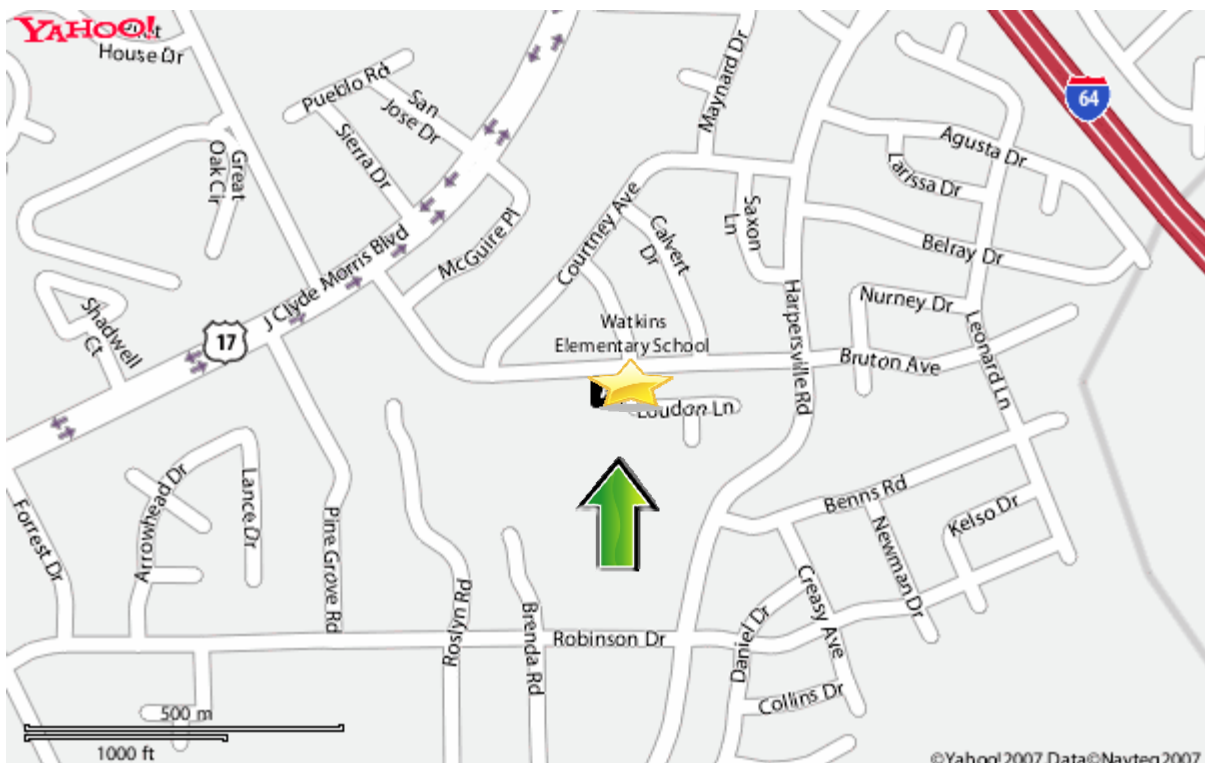 YAHOO!
House Dr
Pueblo Rd
San
Jose Dr
Sierra Dr
Great
Oak Cir
Maynard Dr
64
Agusta Dr
Larissa Dr
Saxon
Ln
Courtney Ave
Calvert
Dr
McGuire Pl
J Clyde Morris Blvd
Belray Dr
Nurney Dr
Shadwell
Ct
17
Watkins
Elementary School
Harpersville Rd
Bruton Ave
Leonard Ln
Loudon Ln
Forrest Dr
Arrowhead Dr
Lance Dr
Pine Grove Rd
Benns Rd
Kelso Dr
Newman Dr
Creasy Ave
Daniel Dr
Roslyn Rd
Brenda Rd
Robinson Dr
Collins Dr
500 m
1000 ft
©Yahoo! 2007 Data©Navteq2007